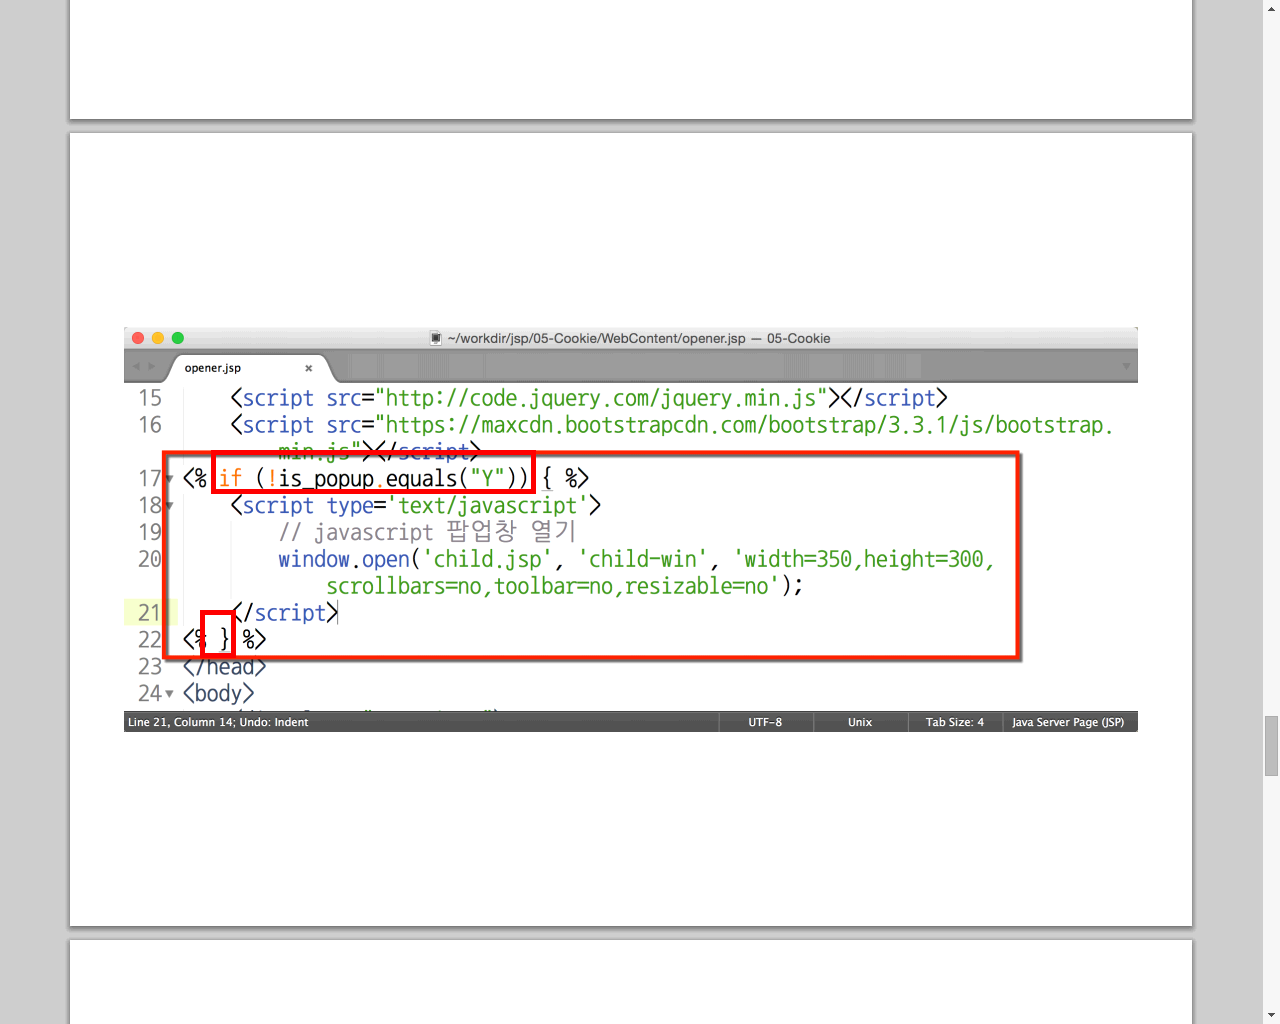 ~/workdir/jsp/05-Cookie/WebContent/opener.jsp — 05-Cookie
opener.jsp ×
15 <script src="http://code.jquery.com/jquery.min.js"></script>
16 <script src="https://maxcdn.bootstrapcdn.com/bootstrap/3.3.1/js/bootstrap.
min.js"></script>
17 <% if (!is_popup.equals("Y")) { %>
18 <script type='text/javascript'>
19 // javascript 팝업창 열기
20 window.open('child.jsp', 'child-win', 'width=350,height=300,
scrollbars=no,toolbar=no,resizable=no');
21 </script>
22 <% } %>
23 </head>
24 <body>
Line 21, Column 14; Undo: Indent UTF-8 Unix Tab Size: 4 Java Server Page (JSP)